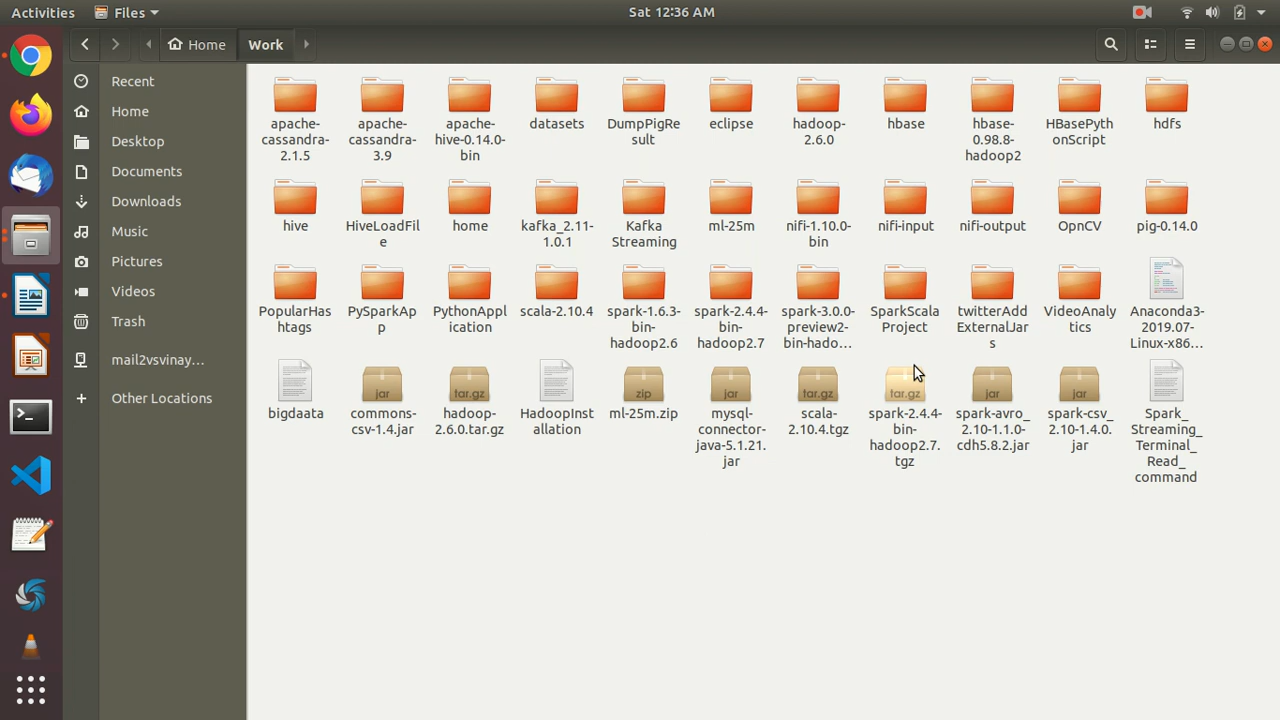 Activities
Files
Sat 12:36 AM
Home
Work
Recent
Home
Desktop
Documents
Downloads
Music
Pictures
Videos
Trash
mail2vsvinay…
Other Locations
apache-
cassandra-
2.1.5
apache-
cassandra-
3.9
apache-
hive-0.14.0-
bin
datasets
DumpPigRe
sult
eclipse
hadoop-
2.6.0
hbase
hbase-
0.98.8-
hadoop2
HBasePyth
onScript
hdfs
hive
HiveLoadFil
e
home
kafka_2.11-
1.0.1
Kafka
Streaming
ml-25m
nifi-1.10.0-
bin
nifi-input
nifi-output
OpnCV
pig-0.14.0
PopularHas
htags
PySparkAp
p
PythonAppl
ication
scala-2.10.4
spark-1.6.3-
bin-
hadoop2.6
spark-2.4.4-
bin-
hadoop2.7
spark-3.0.0-
preview2-
bin-hado…
SparkScala
Project
twitterAdd
ExternalJar
s
VideoAnaly
tics
Anaconda3-
2019.07-
Linux-x86…
bigdaata
jar
commons-
csv-1.4.jar
tar.gz
hadoop-
2.6.0.tar.gz
HadoopInst
allation
zip
ml-25m.zip
jar
mysql-
connector-
java-5.1.21.
jar
tar.gz
scala-
2.10.4.tgz
tar.gz
spark-2.4.4-
bin-
hadoop2.7.
tgz
jar
spark-avro_
2.10-1.1.0-
cdh5.8.2.jar
jar
spark-csv_
2.10-1.4.0.
jar
Spark_
Streaming_
Terminal_
Read_
command